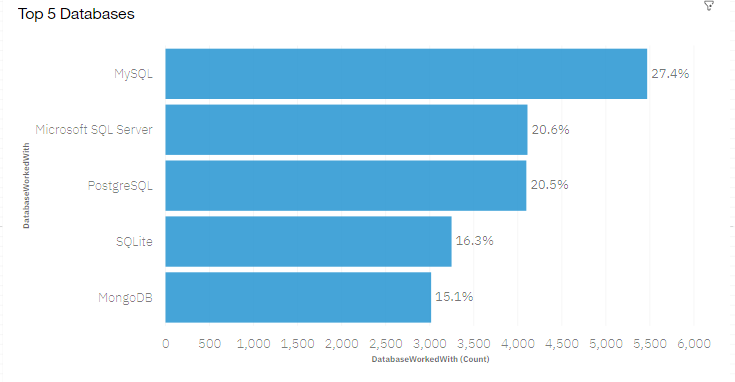 Top 5 Databases
MySQL
27.4%
Microsoft SQL Server
20.6%
PostgreSQL
20.5%
SQLite
16.3%
MongoDB
15.1%
DatabaseWorkedWith
0 500 1,000 1,500 2,000 2,500 3,000 3,500 4,000 4,500 5,000 5,500 6,000
DatabaseWorkedWith (Count)